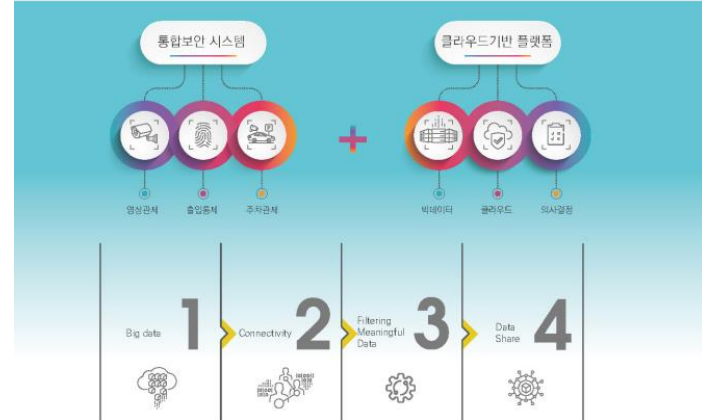 통합보안 시스템
클라우드기반 플랫폼
영상관제
출입통제
주차관제
빅데이터
클라우드
의사결정
Big data
1
Connectivity
2
Filtering
Meaningful
Data
3
Data
Share
4